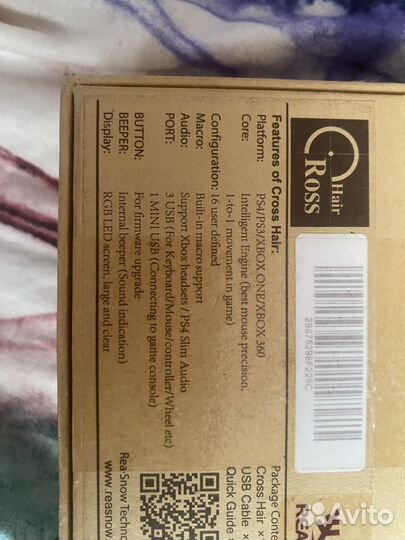 Cross
Hair
Features of Cross Hair:
Platform: PS4/PS3/XBOX ONE/XBOX 360
Core: Intelligent Engine (best mouse precision,
1-to-1 movement in game)
Configuration: 16 user defined
Macro: Built-in macro support
Audio: Support Xbox headsets / PS4 Slim Audio
PORT: 3 USB (For Keyboard/Mouse/controller/Wheel etc)
1 MINI USB (Connecting to game console)
BUTTON: For firmware upgrade
BEEPER: Internal beeper (Sound indication)
Display: RGB LED screen, large and clear
29875298F226C
Package Conte
Cross Hair ×
USB Cable ×
Quick Guide
REA
Rea-Snow Techno
www.reasnow.
Avito